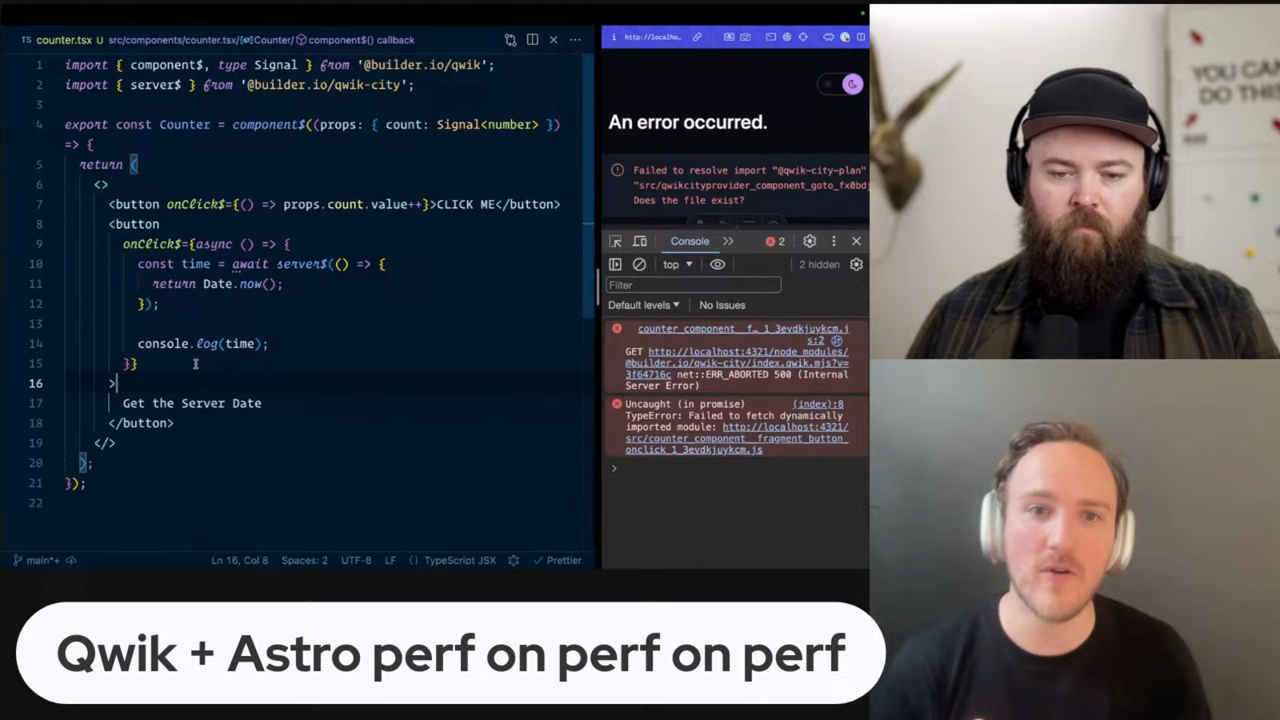 TS counter.tsx U src/components/counter.tsx/Counter/component$() callback
1 import { component$, type Signal } from '@builder.io/qwik';
2 import { server$ } from '@builder.io/qwik-city';
3
4 export const Counter = component$((props: { count: Signal<number> })
=> {
5 return (
6 <>
7 <button onClick$={() => props.count.value++}>CLICK ME</button>
8 <button
9 onClick$={async () => {
10 const time = await server$(() => {
11 return Date.now();
12 });
13
14 console.log(time);
15 }}
16 >
17 Get the Server Date
18 </button>
19 </>
20 );
21 });
22
main*+ Ln 16, Col 8 Spaces: 2 UTF-8 LF {} TypeScript JSX Prettier
http://localho...
An error occurred.
Failed to resolve import "@qwik-city-plan"
"src/qwikcityprovider_component_goto_fx0bdj
Does the file exist?
Console 2
top 2 hidden
Filter
Default levels No Issues
counter_component_f…_1_3evdkjuykcm.j
s:2
GET http://localhost:4321/node_modules/
@builder.io/qwik-city/index.qwik.mjs?v=
3f64716c net::ERR_ABORTED 500 (Internal
Server Error)
Uncaught (in promise) (index):8
TypeError: Failed to fetch dynamically
imported module: http://localhost:4321/
src/counter_component__fragment_button_
onclick_1_3evdkjuykcm.js
YOU CAN
DO THIS
Qwik + Astro perf on perf on perf